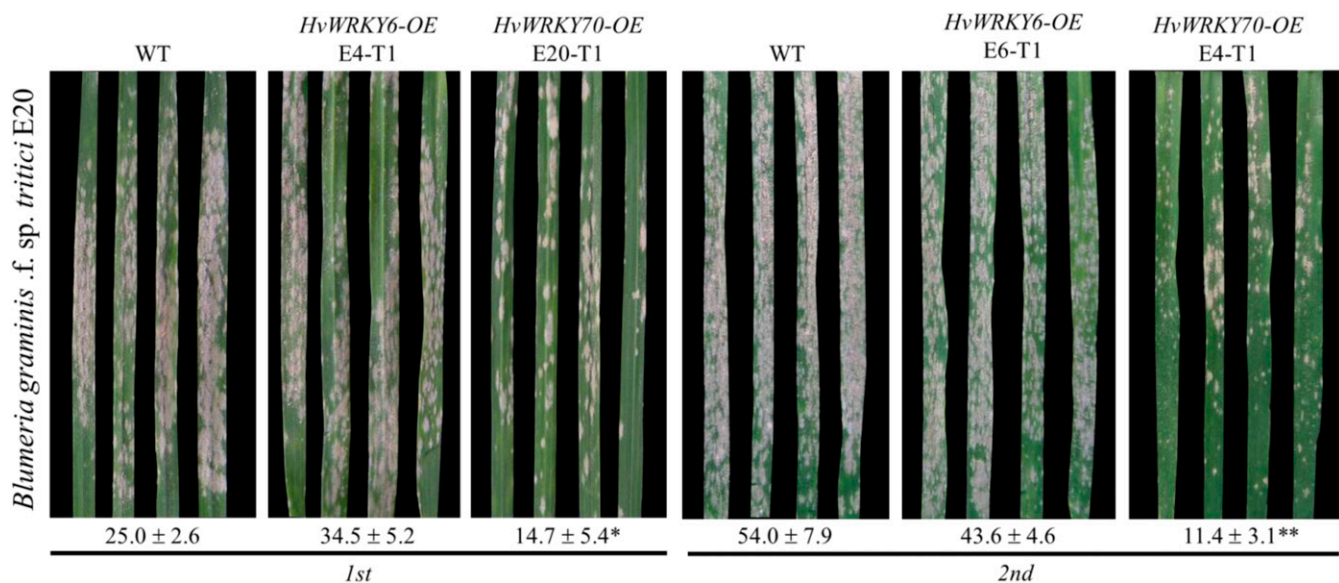 HvWRKY6-OE HvWRKY70-OE HvWRKY6-OE HvWRKY70-OE
WT E4-T1 E20-T1 WT E6-T1 E4-T1
Blumeria graminis .f. sp. tritici E20
25.0 ± 2.6 34.5 ± 5.2 14.7 ± 5.4* 54.0 ± 7.9 43.6 ± 4.6 11.4 ± 3.1**
1st 2nd